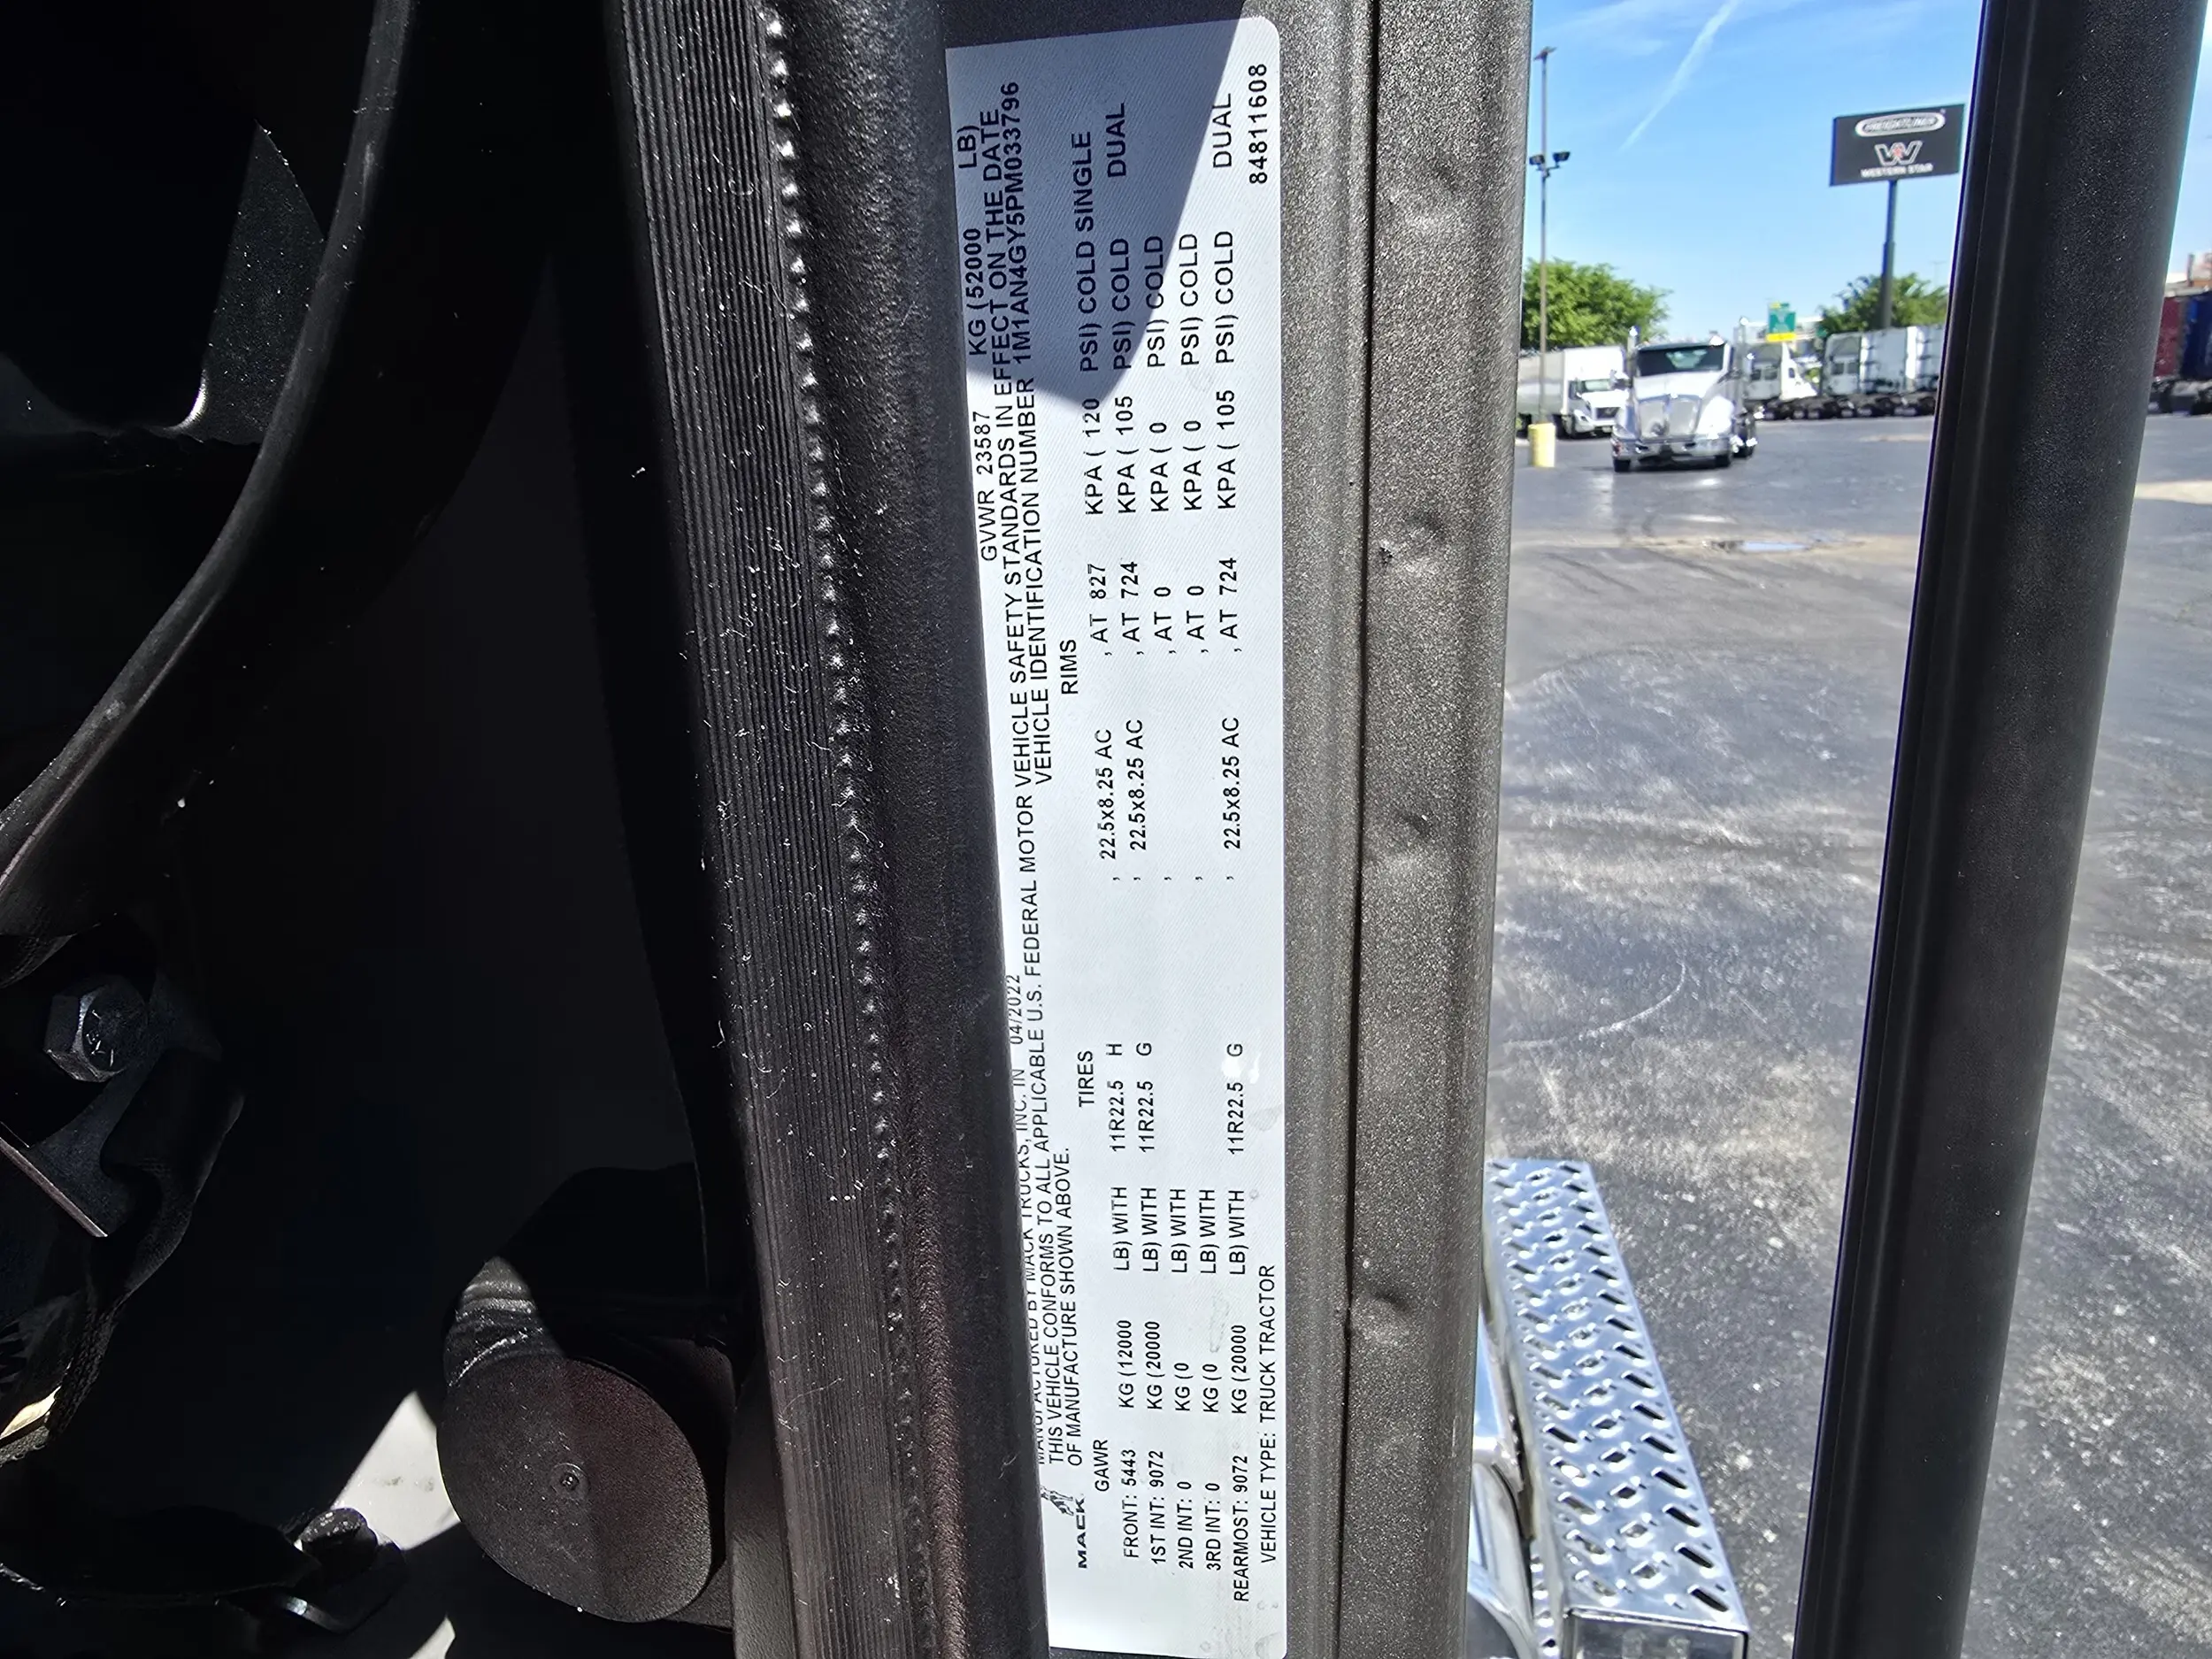 MANUFACTURED BY MACK TRUCKS, INC. IN 04/2022 GVWR 23587 KG (52000 LB)
THIS VEHICLE CONFORMS TO ALL APPLICABLE U.S. FEDERAL MOTOR VEHICLE SAFETY STANDARDS IN EFFECT ON THE DATE
OF MANUFACTURE SHOWN ABOVE. VEHICLE IDENTIFICATION NUMBER 1M1AN4GY5PM033796
MACK
GAWR TIRES RIMS
FRONT: 5443 KG (12000 LB) WITH 11R22.5 H , 22.5x8.25 AC , AT 827 KPA ( 120 PSI) COLD SINGLE
1ST INT: 9072 KG (20000 LB) WITH 11R22.5 G , 22.5x8.25 AC , AT 724 KPA ( 105 PSI) COLD DUAL
2ND INT: 0 KG (0 LB) WITH , , AT 0 KPA ( 0 PSI) COLD
3RD INT: 0 KG (0 LB) WITH , , AT 0 KPA ( 0 PSI) COLD
REARMOST: 9072 KG (20000 LB) WITH 11R22.5 G , 22.5x8.25 AC , AT 724 KPA ( 105 PSI) COLD DUAL
VEHICLE TYPE: TRUCK TRACTOR 84811608
FREIGHTLINER
WESTERN STAR